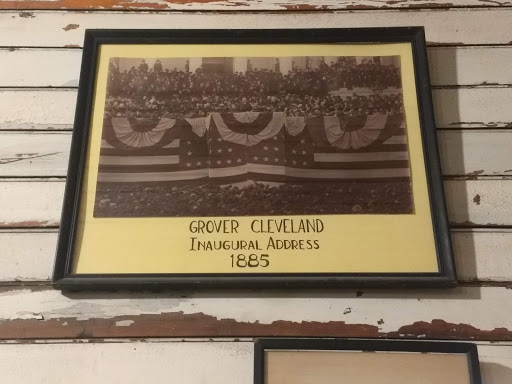 GROVER CLEVELAND
INAUGURAL ADDRESS
1885